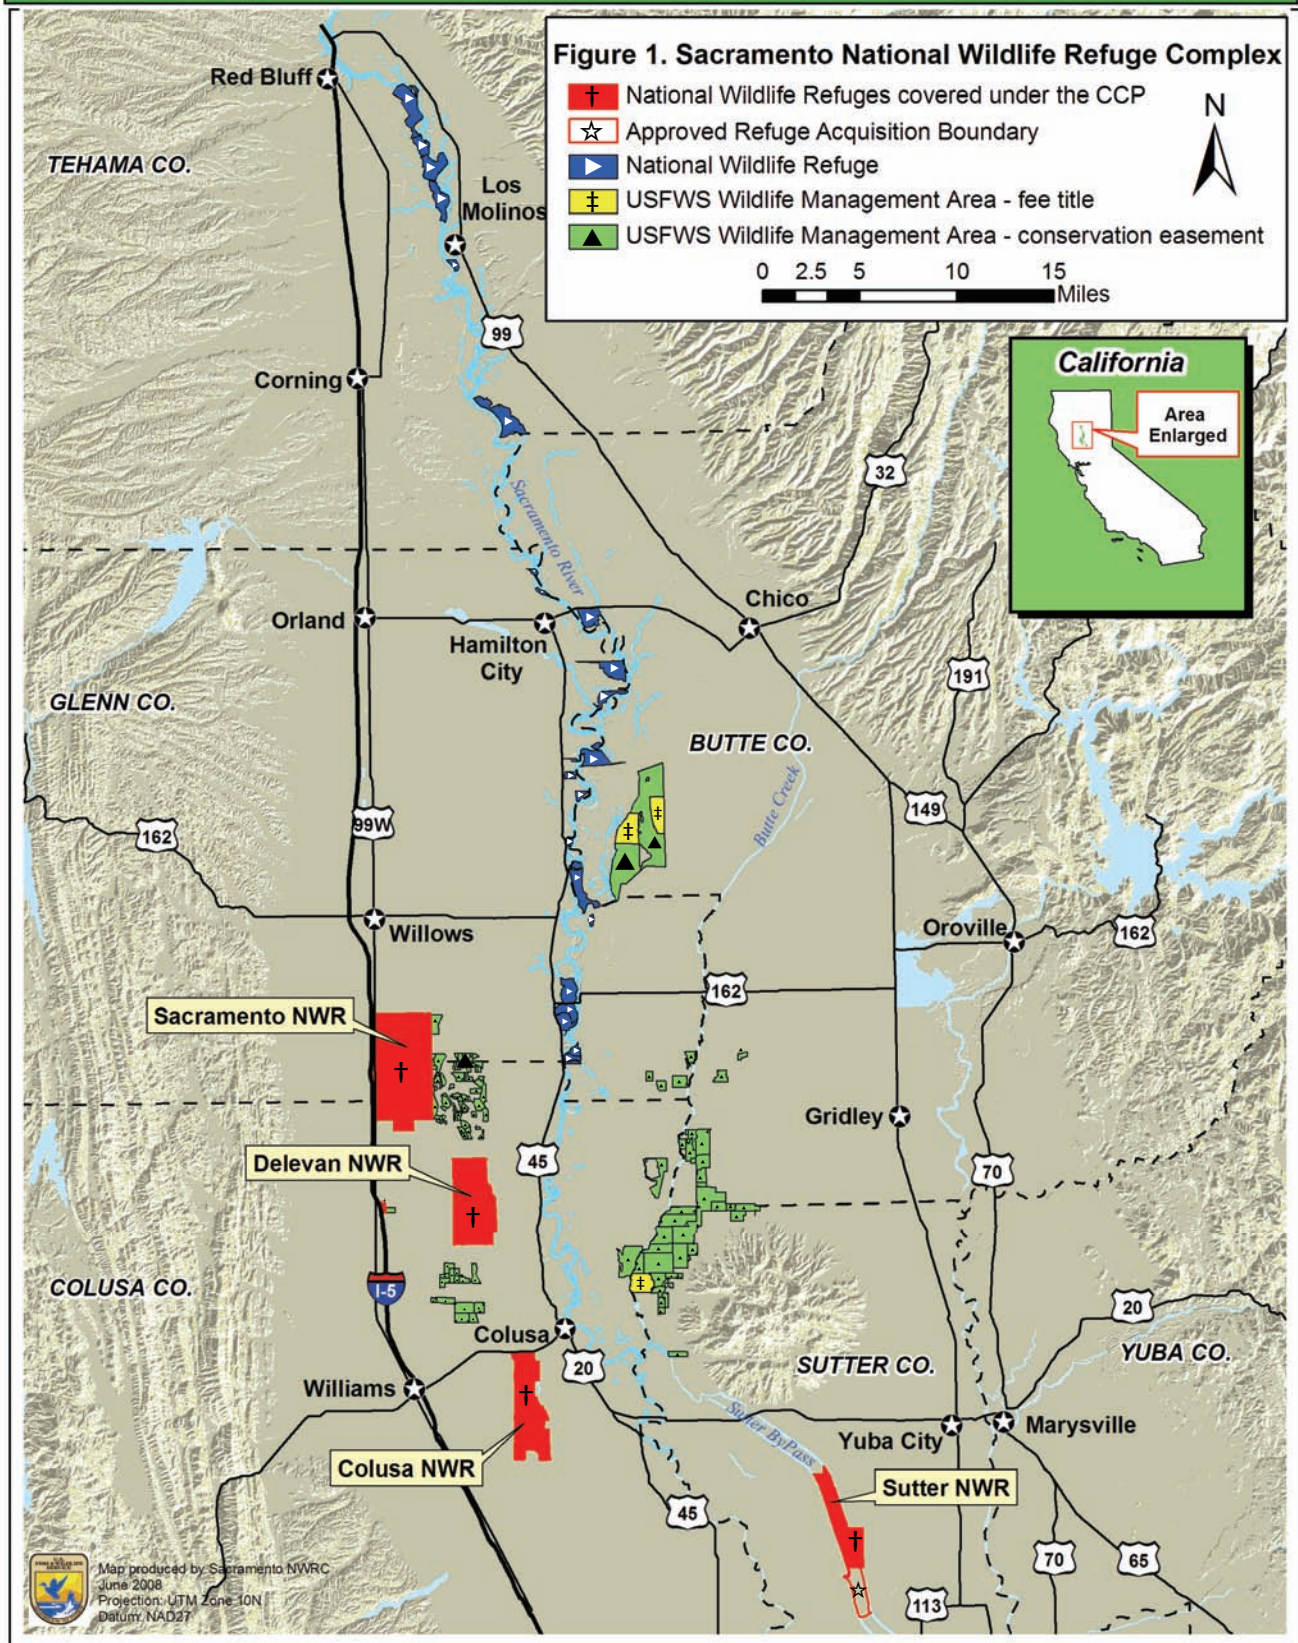 Figure 1. Sacramento National Wildlife Refuge Complex
National Wildlife Refuges covered under the CCP
Approved Refuge Acquisition Boundary
National Wildlife Refuge
USFWS Wildlife Management Area - fee title
USFWS Wildlife Management Area - conservation easement
0 2.5 5 10 15
Miles
N
Red Bluff
TEHAMA CO.
Los
Molinos
99
California
Area
Enlarged
Corning
32
Sacramento River
Orland
Hamilton
City
Chico
191
GLENN CO.
BUTTE CO.
Butte Creek
149
99W
162
Willows
Oroville
162
162
Sacramento NWR
Gridley
Delevan NWR
45
70
COLUSA CO.
I-5
20
Colusa
20
SUTTER CO.
YUBA CO.
Williams
Sutter ByPass
Yuba City
Marysville
Colusa NWR
Sutter NWR
45
70
65
113
Map produced by Sacramento NWRC
June 2008
Projection: UTM Zone 10N
Datum: NAD27